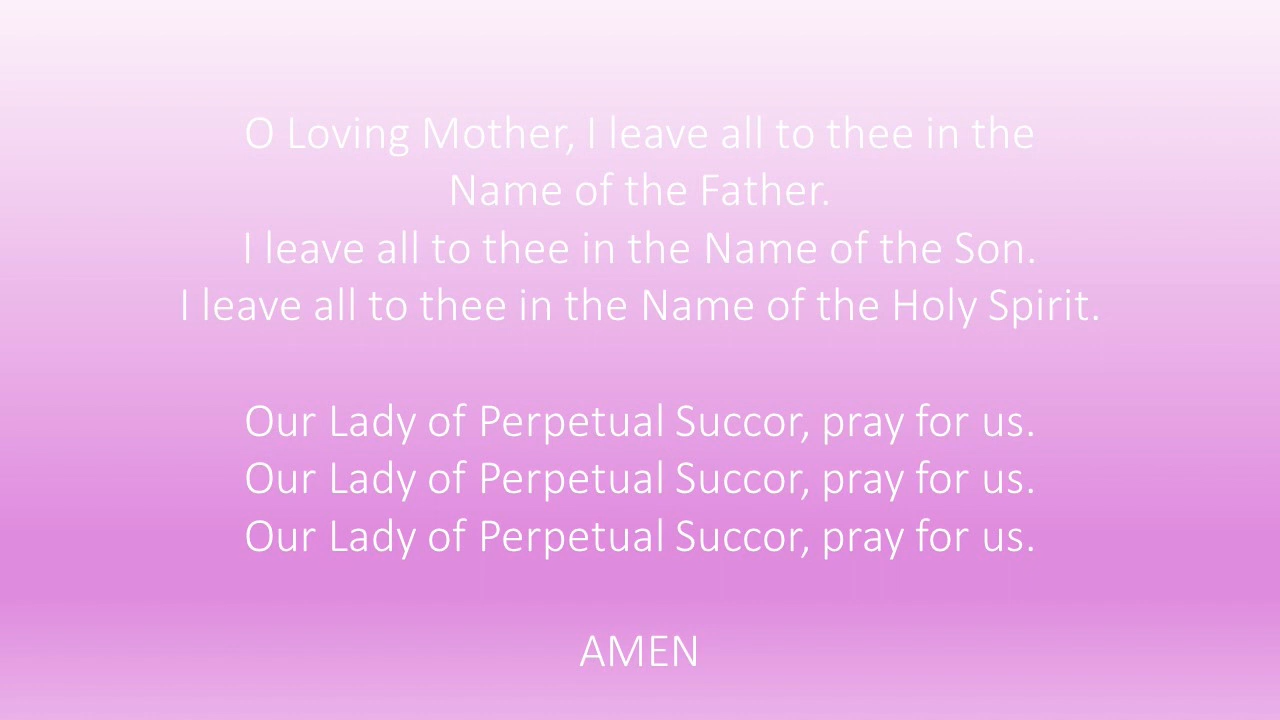 O Loving Mother, I leave all to thee in the
Name of the Father.
I leave all to thee in the Name of the Son.
I leave all to thee in the Name of the Holy Spirit.
Our Lady of Perpetual Succor, pray for us.
Our Lady of Perpetual Succor, pray for us.
Our Lady of Perpetual Succor, pray for us.
AMEN